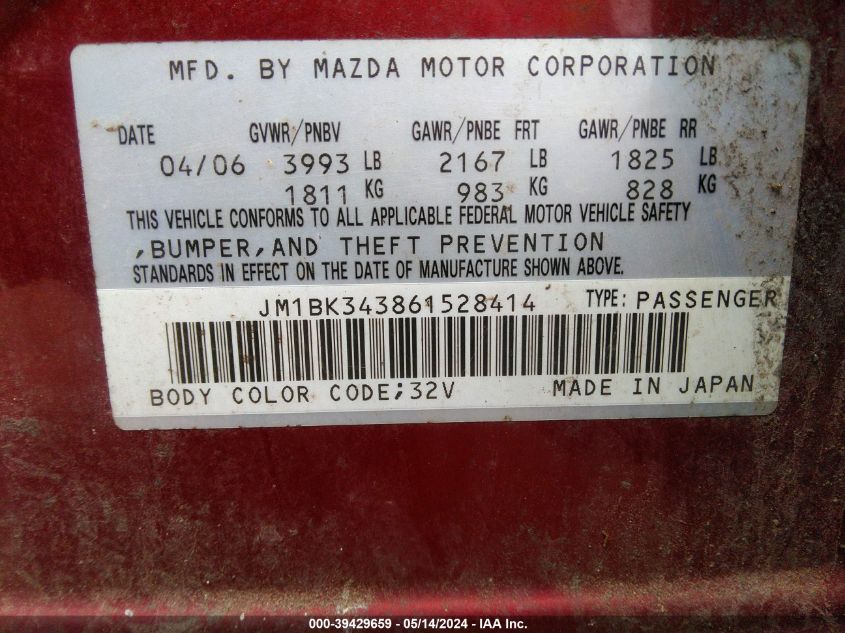 MFD. BY MAZDA MOTOR CORPORATION
DATE GVWR/PNBV GAWR/PNBE FRT GAWR/PNBE RR
04/06 3993 LB 2167 LB 1825 LB
1811 KG 983 KG 828 KG
THIS VEHICLE CONFORMS TO ALL APPLICABLE FEDERAL MOTOR VEHICLE SAFETY
,BUMPER,AND THEFT PREVENTION
STANDARDS IN EFFECT ON THE DATE OF MANUFACTURE SHOWN ABOVE.
JM1BK343861528414 TYPE: PASSENGER
BODY COLOR CODE;32V MADE IN JAPAN
000-39429659 - 05/14/2024 - IAA Inc.